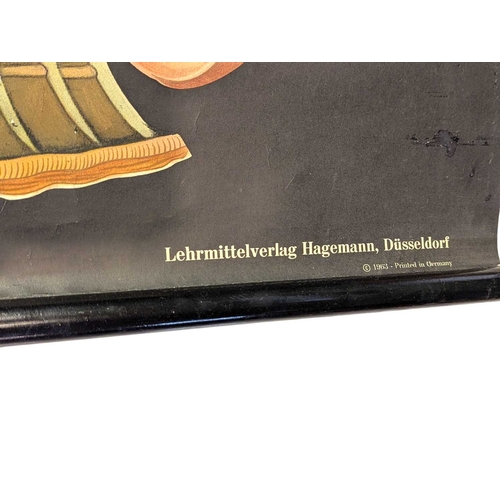 Lehrmittelverlag Hagemann, Düsseldorf
© 1963 - Printed in Germany